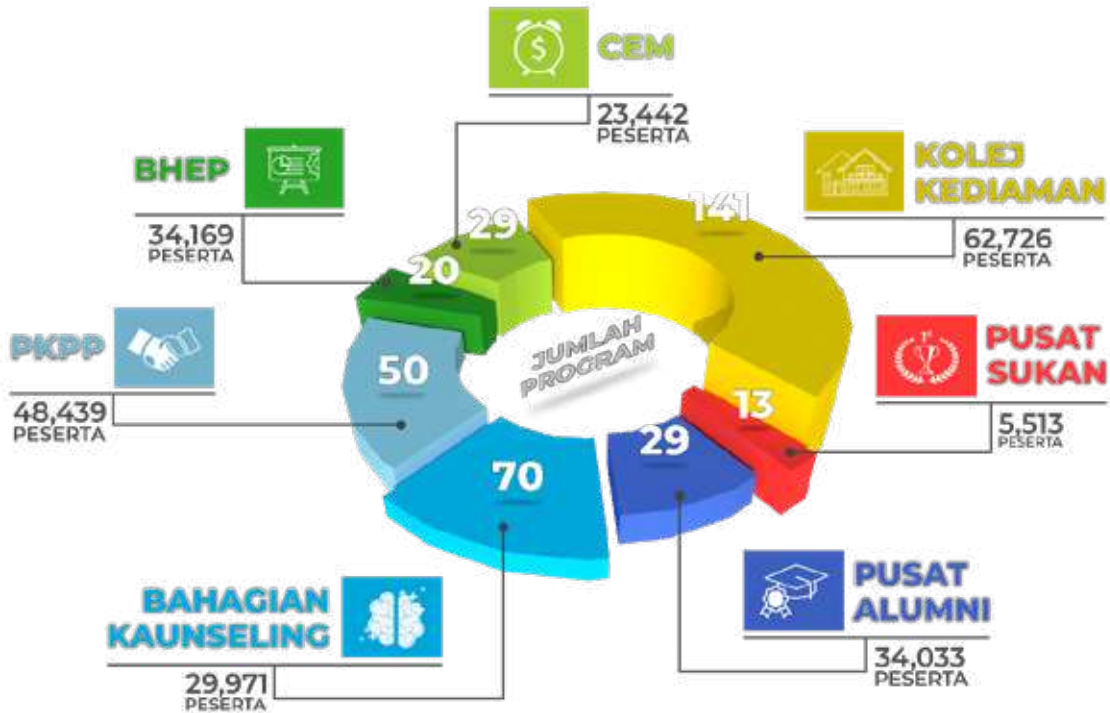 CEM
23,442
PESERTA
BHEP
34,169
PESERTA
KOLEJ
KEDIAMAN
62,726
PESERTA
PKPP
48,439
PESERTA
PUSAT
SUKAN
5,513
PESERTA
1st
$
141
29
20
50
70
29
13
JUMLAH
PROGRAM
BAHAGIAN
KAUNSELING
29,971
PESERTA
PUSAT
ALUMNI
34,033
PESERTA